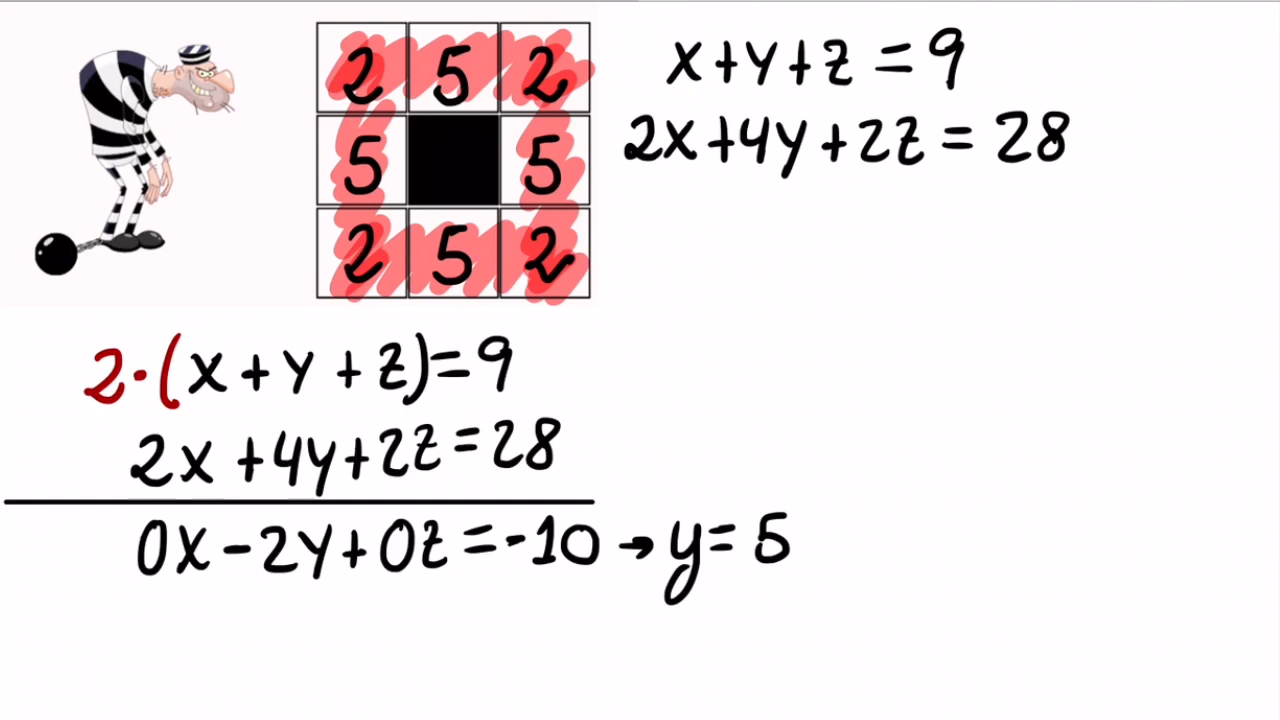 2 5 2
5 5
2 5 2
x+y+z=9
2x+4y+2z=28
2·(x+y+z)=9
2x+4y+2z=28
0x-2y+0z=-10→y=5